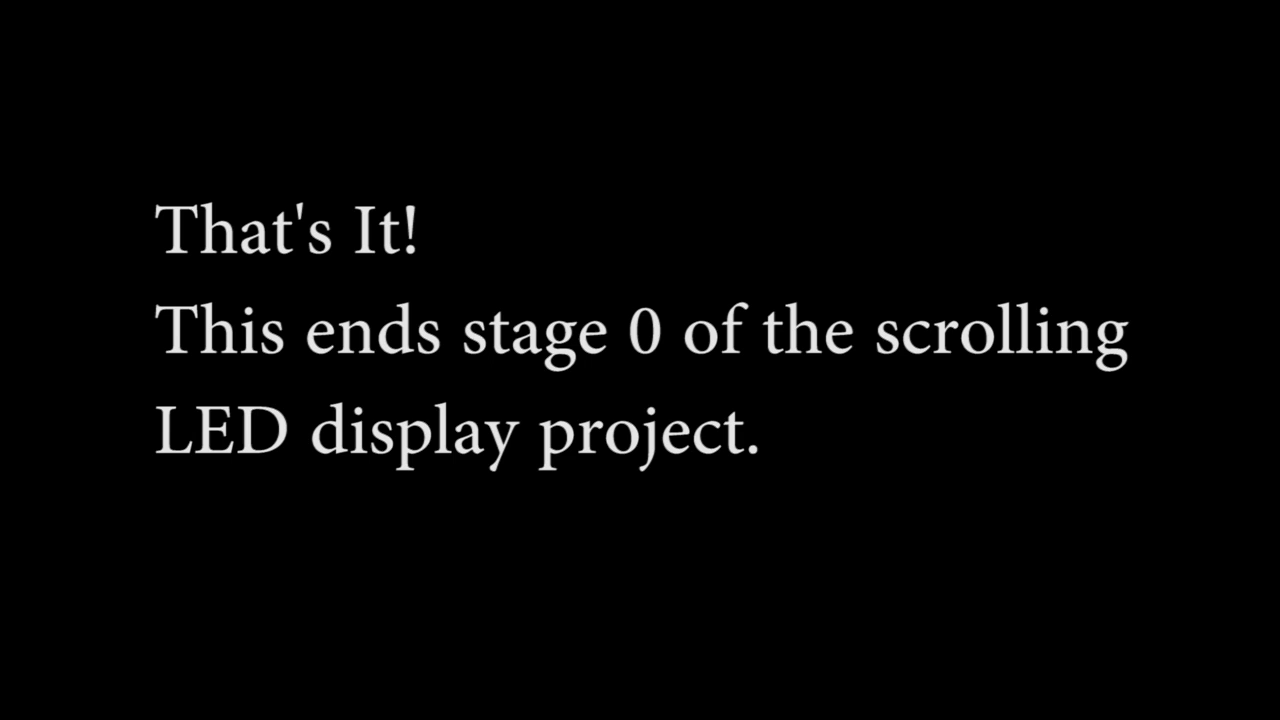 That's It!
This ends stage 0 of the scrolling
LED display project.